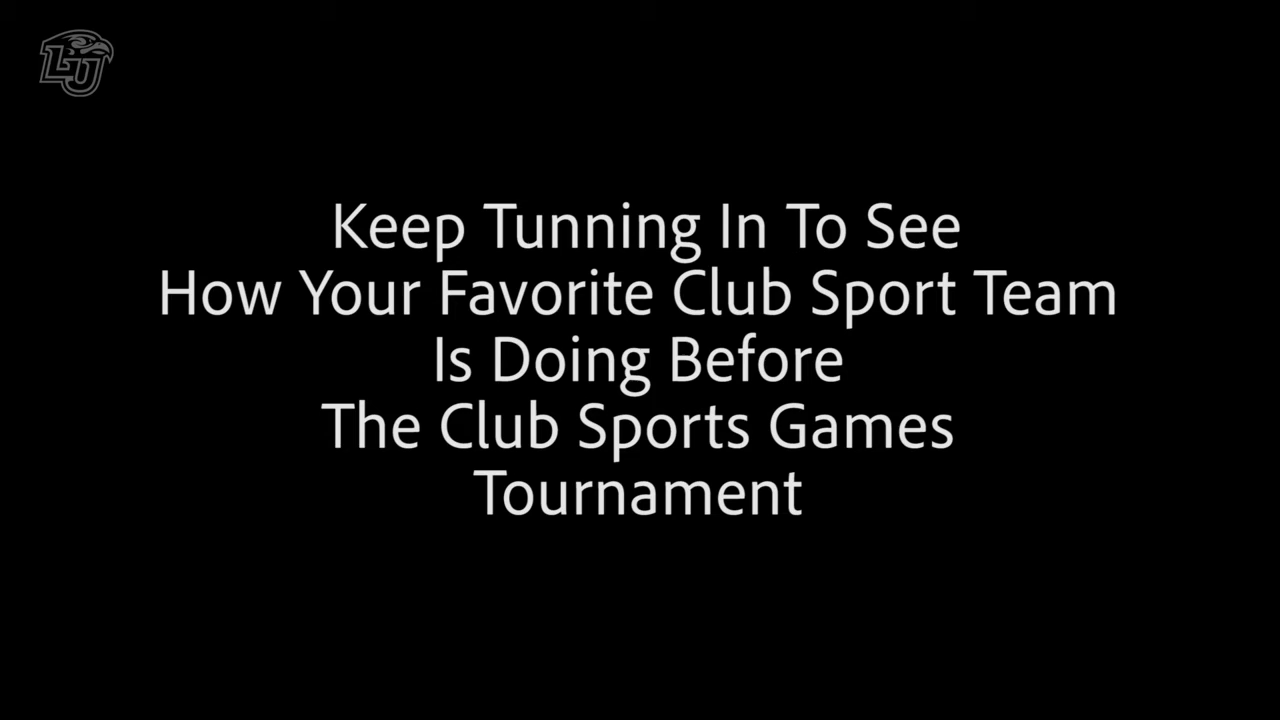 LU
Keep Tunning In To See
How Your Favorite Club Sport Team
Is Doing Before
The Club Sports Games
Tournament